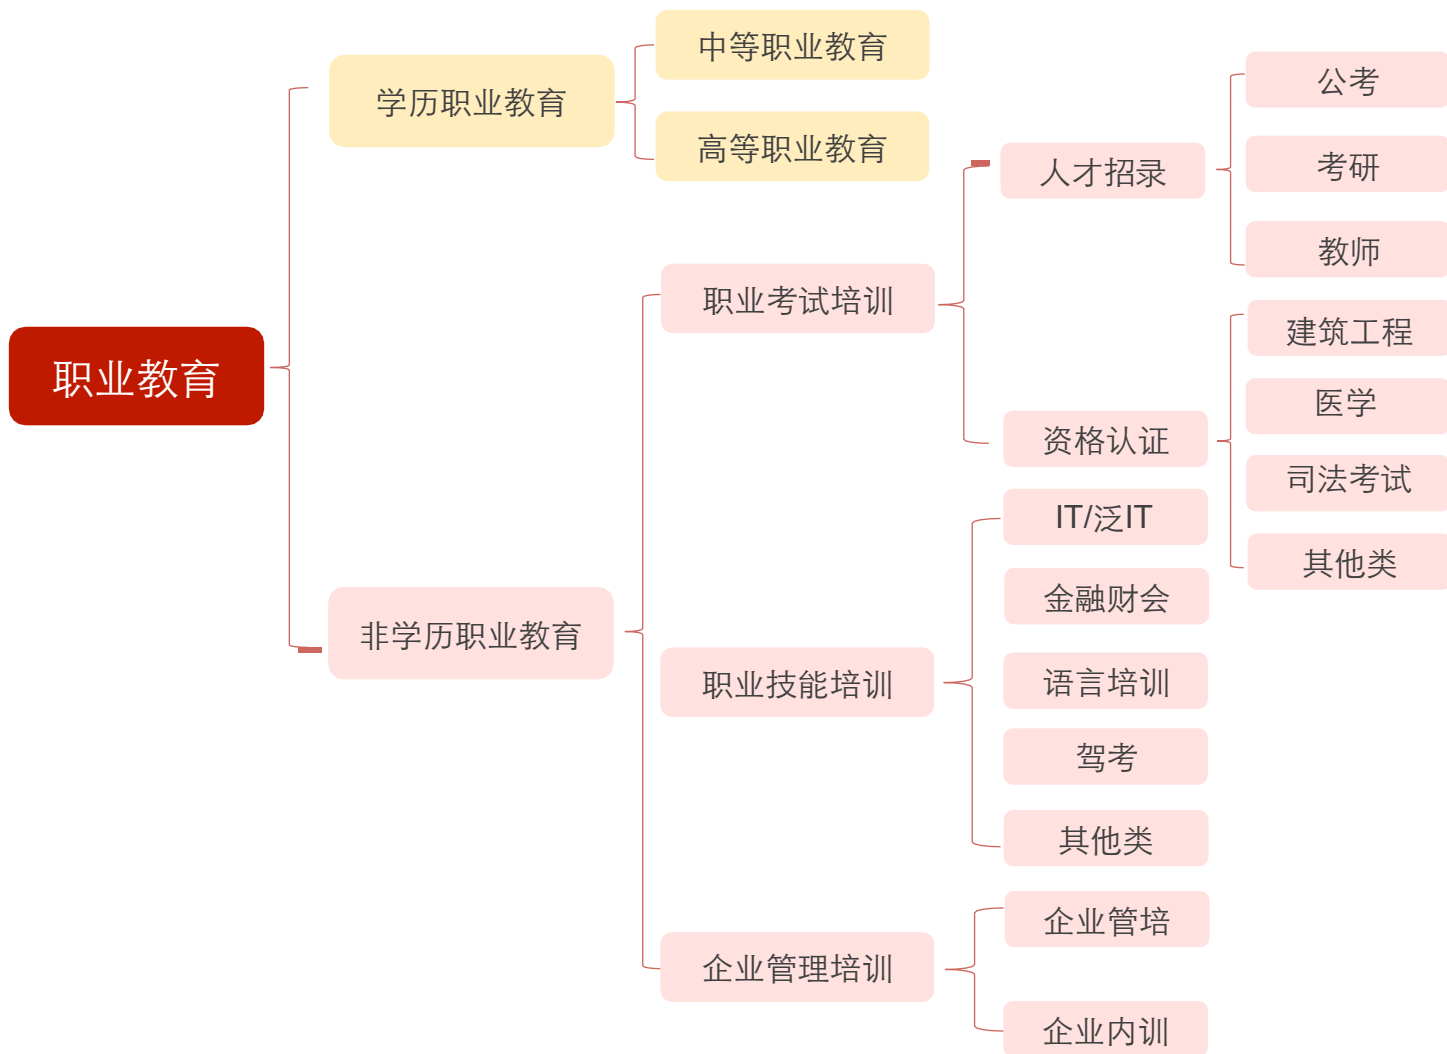 职业教育
学历职业教育
中等职业教育
高等职业教育
非学历职业教育
职业考试培训
人才招录
公考
考研
教师
资格认证
建筑工程
医学
司法考试
其他类
职业技能培训
IT/泛IT
金融财会
语言培训
驾考
其他类
企业管理培训
企业管培
企业内训